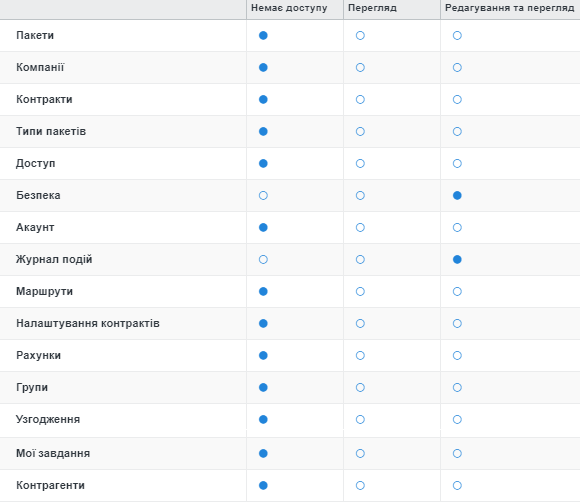 Немає доступу Перегляд Редагування та перегляд
Пакети
Компанії
Контракти
Типи пакетів
Доступ
Безпека
Акаунт
Журнал подій
Маршрути
Налаштування контрактів
Рахунки
Групи
Узгодження
Мої завдання
Контрагенти